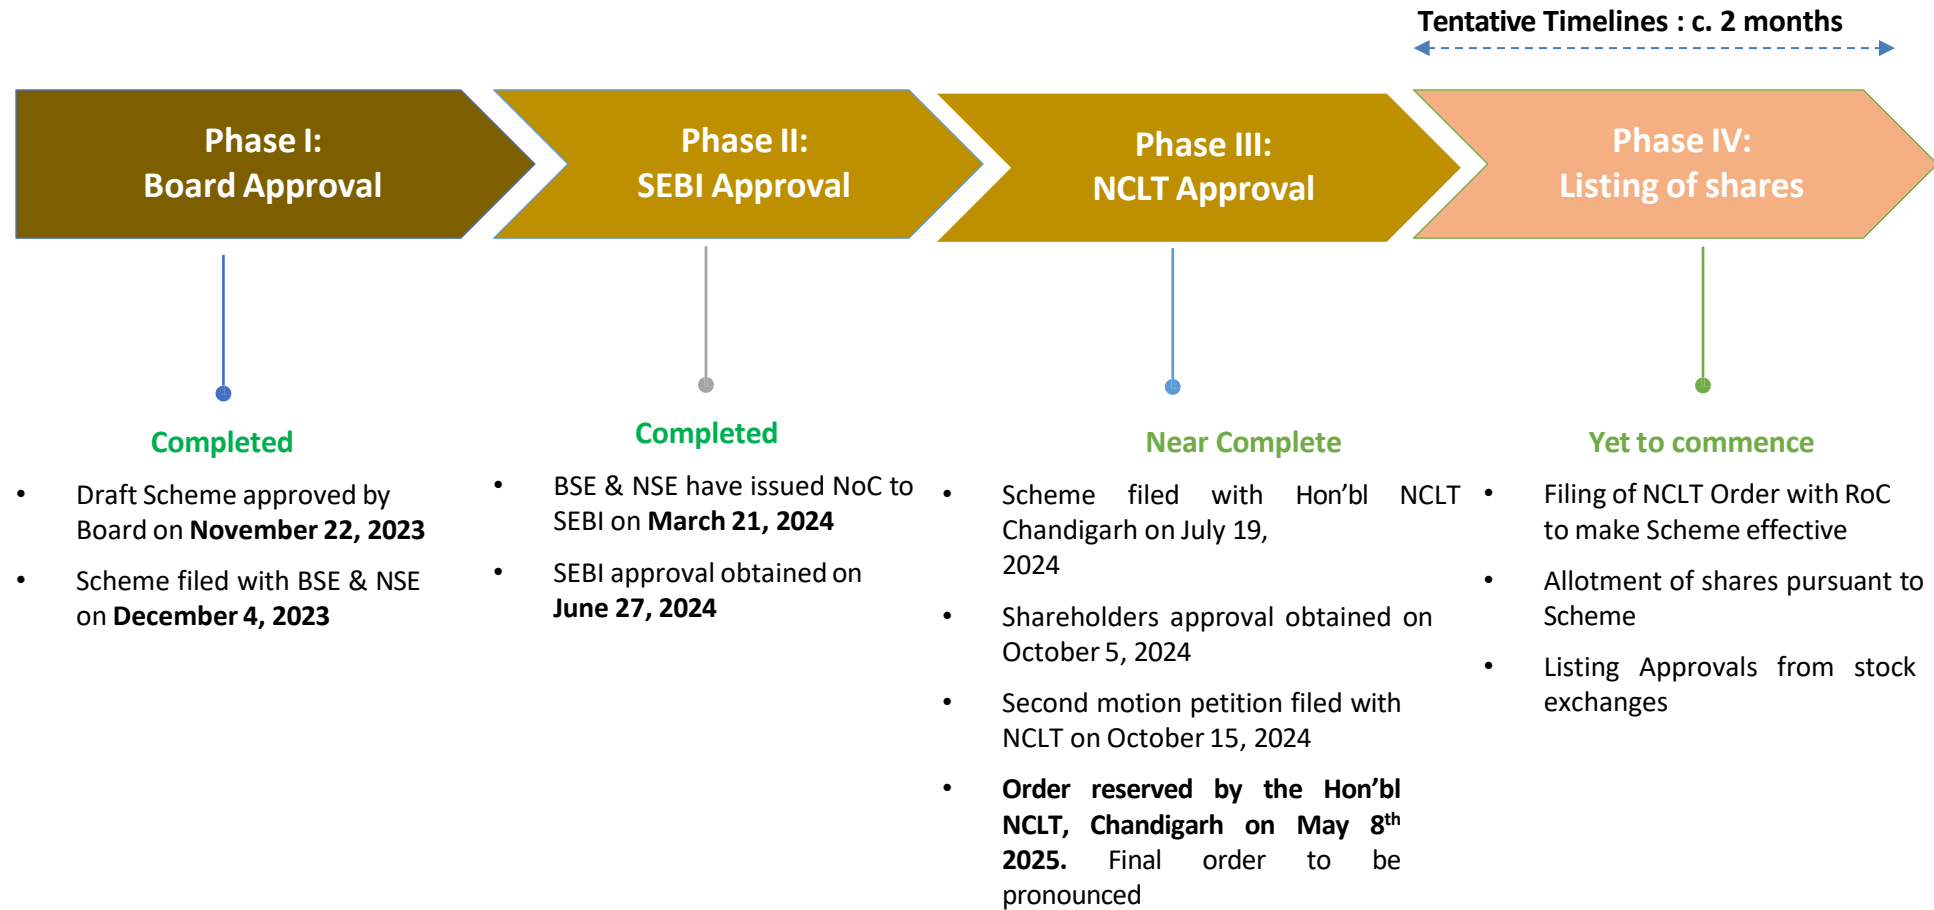 Tentative Timelines : c. 2 months
Phase I:
Board Approval
Phase II:
SEBI Approval
Phase III:
NCLT Approval
Phase IV:
Listing of shares
Completed
• Draft Scheme approved by
Board on November 22, 2023
• Scheme filed with BSE & NSE
on December 4, 2023
Completed
• BSE & NSE have issued NoC to
SEBI on March 21, 2024
• SEBI approval obtained on
June 27, 2024
Near Complete
• Scheme filed with Hon’bl NCLT
Chandigarh on July 19,
2024
• Shareholders approval obtained on
October 5, 2024
• Second motion petition filed with
NCLT on October 15, 2024
• Order reserved by the Hon’bl
NCLT, Chandigarh on May 8th
2025. Final order to be
pronounced
Yet to commence
• Filing of NCLT Order with RoC
to make Scheme effective
• Allotment of shares pursuant to
Scheme
• Listing Approvals from stock
exchanges